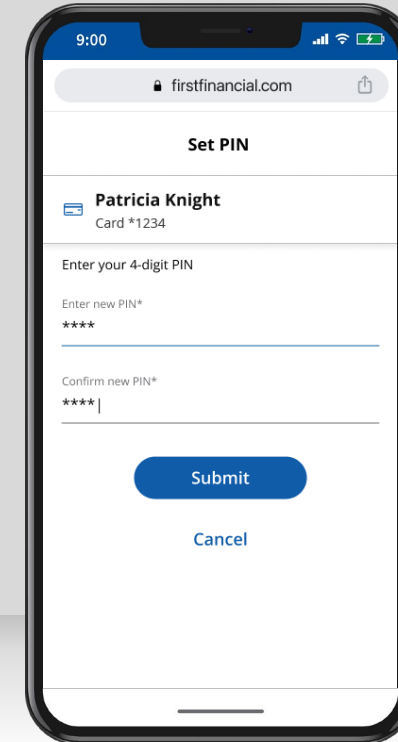 9:00
firstfinancial.com
Set PIN
Patricia Knight
Card *1234
Enter your 4-digit PIN
Enter new PIN*
****
Confirm new PIN*
****
Submit
Cancel